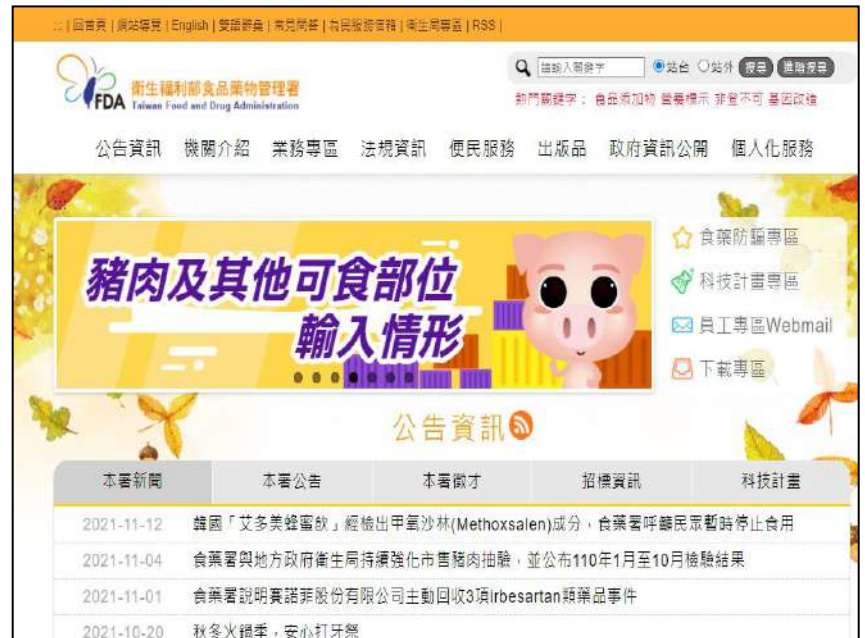 ::: | 回首頁 | 網站導覽 | English | 雙語辭彙 | 常見問答 | 為民服務信箱 | 衛生局專區 | RSS |
請輸入關鍵字 站台 站外 搜尋 進階搜尋
FDA 衛生福利部食品藥物管理署
Taiwan Food and Drug Administration
熱門關鍵字： 食品添加物 營養標示 非登不可 基因改造
公告資訊 機關介紹 業務專區 法規資訊 便民服務 出版品 政府資訊公開 個人化服務
豬肉及其他可食部位
輸入情形
食藥防騙專區
科技計畫專區
員工專區Webmail
下載專區
公告資訊
本署新聞 本署公告 本署徵才 招標資訊 科技計畫
2021-11-12 韓國「艾多美蜂蜜飲」經檢出甲氧沙林(Methoxsalen)成分，食藥署呼籲民眾暫時停止食用
2021-11-04 食藥署與地方政府衛生局持續強化市售豬肉抽驗，並公布110年1月至10月檢驗結果
2021-11-01 食藥署說明賽諾菲股份有限公司主動回收3項irbesartan類藥品事件
2021-10-20 秋冬火鍋季，安心打牙祭